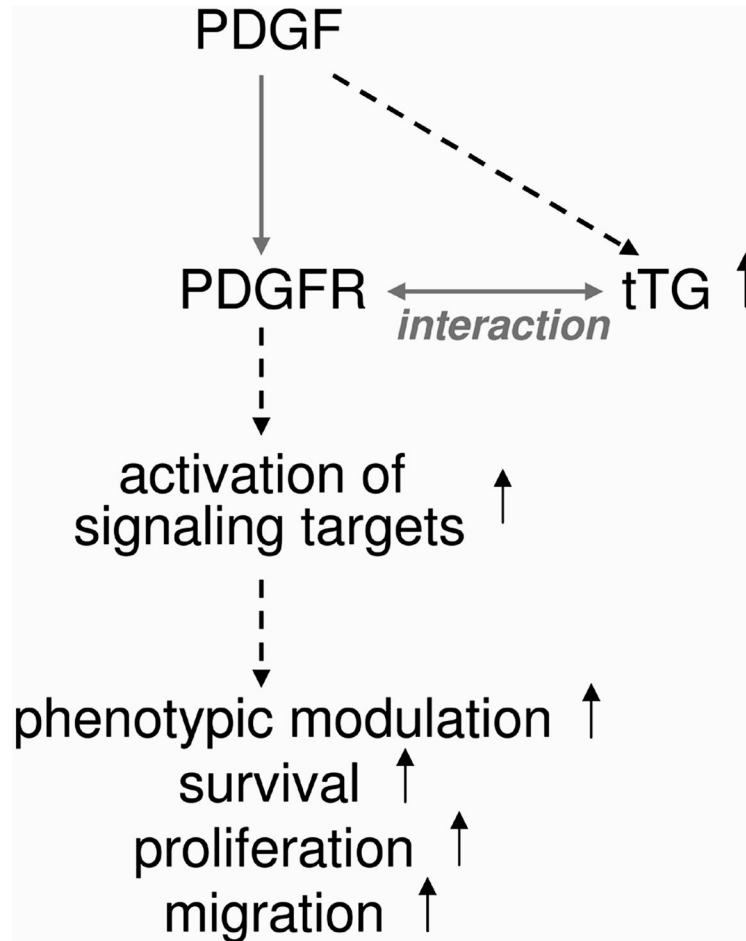 PDGF
PDGFR
tTG
interaction
activation of
signaling targets
phenotypic modulation
survival
proliferation
migration